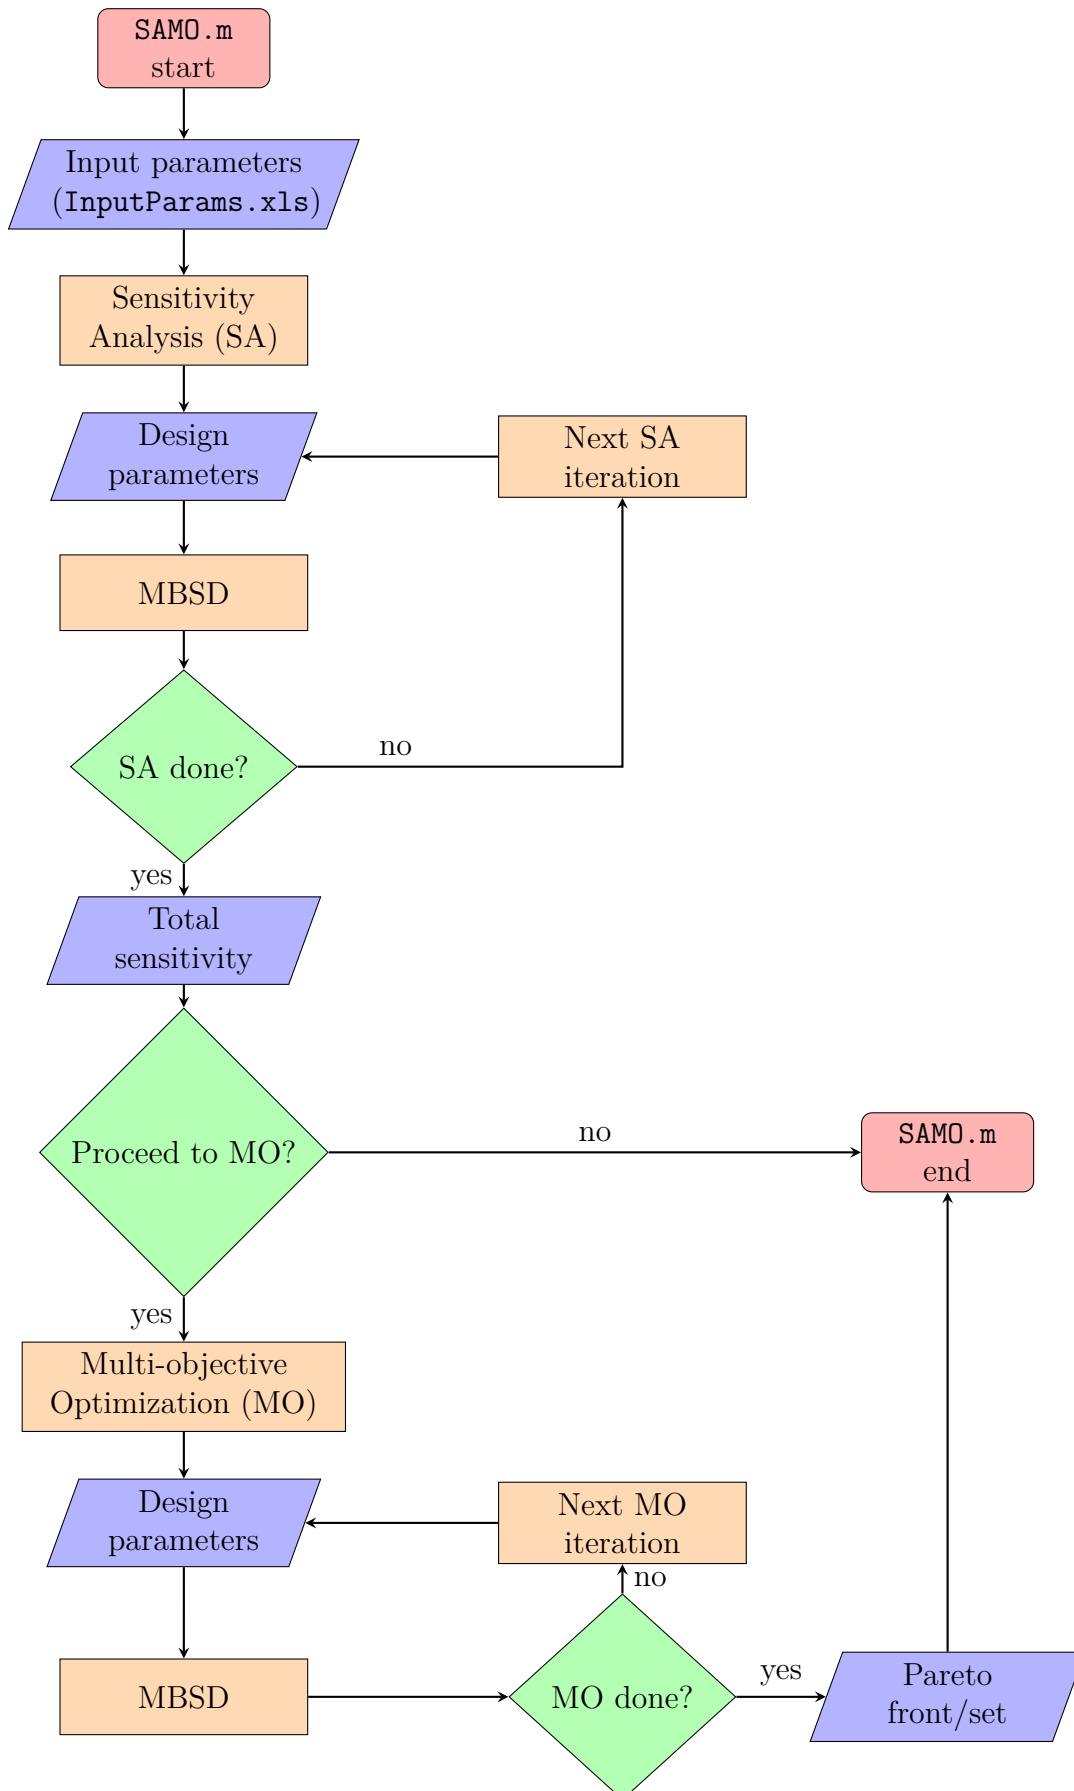 SAMO.m
start
Input parameters
(InputParams.xls)
Sensitivity
Analysis (SA)
Design
parameters
Next SA
iteration
MBSD
SA done?
no
yes
Total
sensitivity
Proceed to MO?
no
SAMO.m
end
yes
Multi-objective
Optimization (MO)
Design
parameters
Next MO
iteration
no
MBSD
MO done?
yes
Pareto
front/set